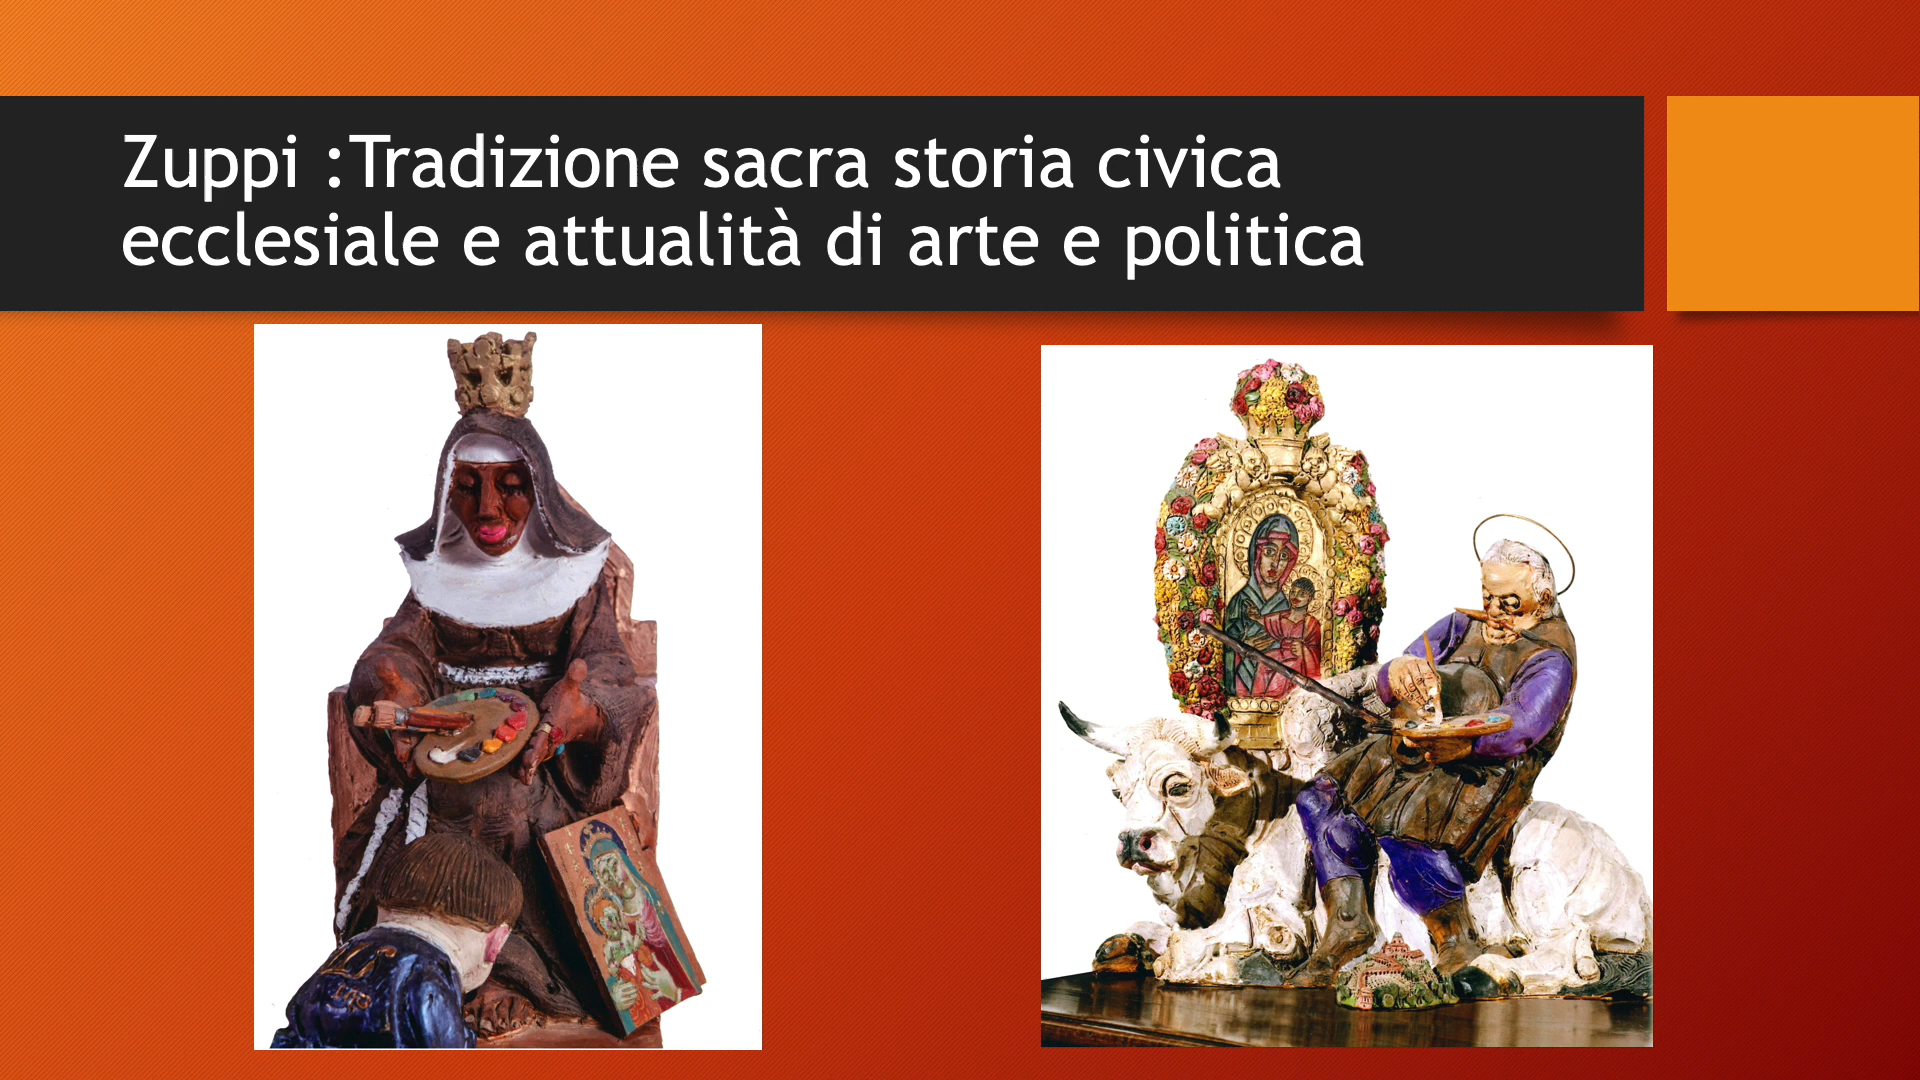 Zuppi :Tradizione sacra storia civica
ecclesiale e attualità di arte e politica